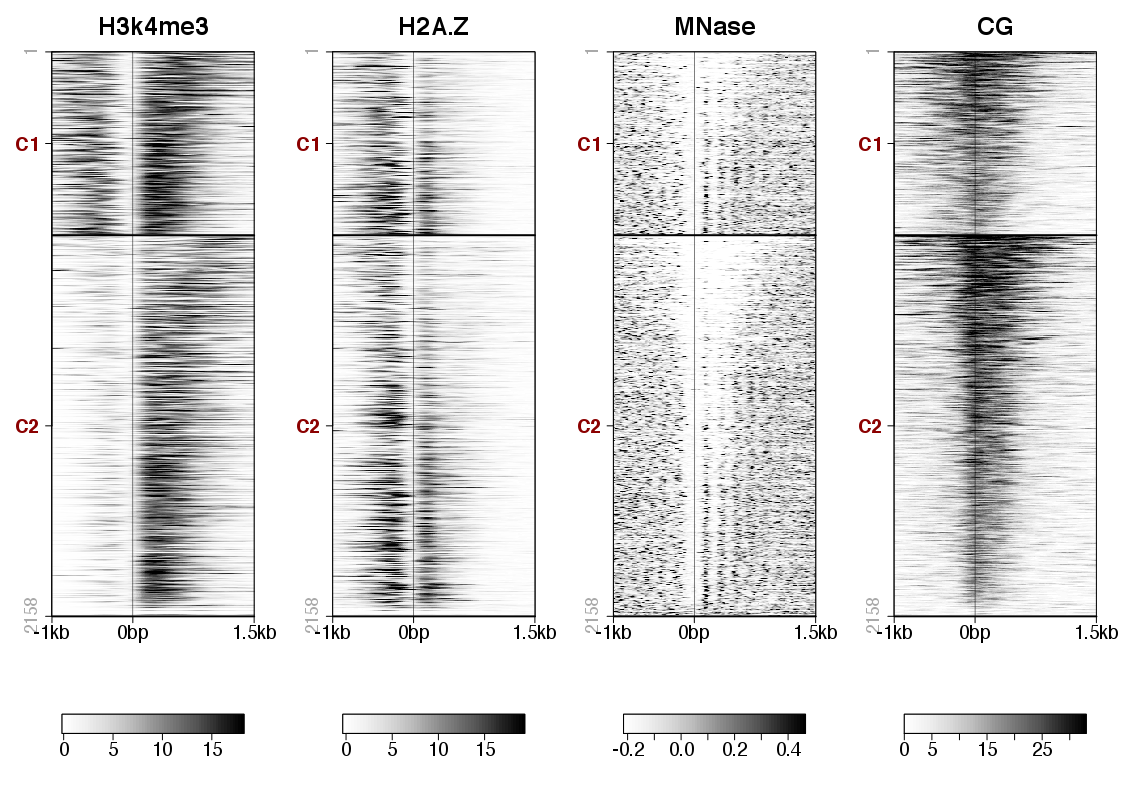 H3k4me3 H2A.Z MNase CG
1 1 1 1
C1 C1 C1 C1
C2 C2 C2 C2
2158 2158 2158 2158
-1kb 0bp 1.5kb -1kb 0bp 1.5kb -1kb 0bp 1.5kb -1kb 0bp 1.5kb
0 5 10 15 0 5 10 15 -0.2 0.0 0.2 0.4 0 5 15 25